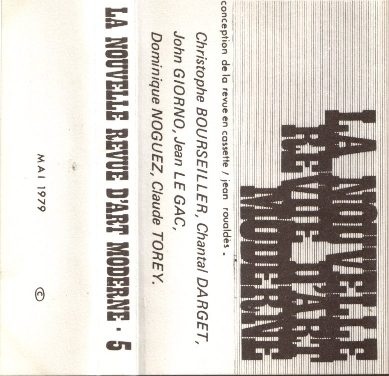 LA NOUVELLE
REVUE D'ART
MODERNE
conception de la revue en cassette / jean roualdès.
Christophe BOURSEILLER, Chantal DARGET,
John GIORNO, Jean LE GAC,
Dominique NOGUEZ, Claude TOREY.
LA NOUVELLE REVUE D'ART MODERNE · 5
MAI 1979 ©